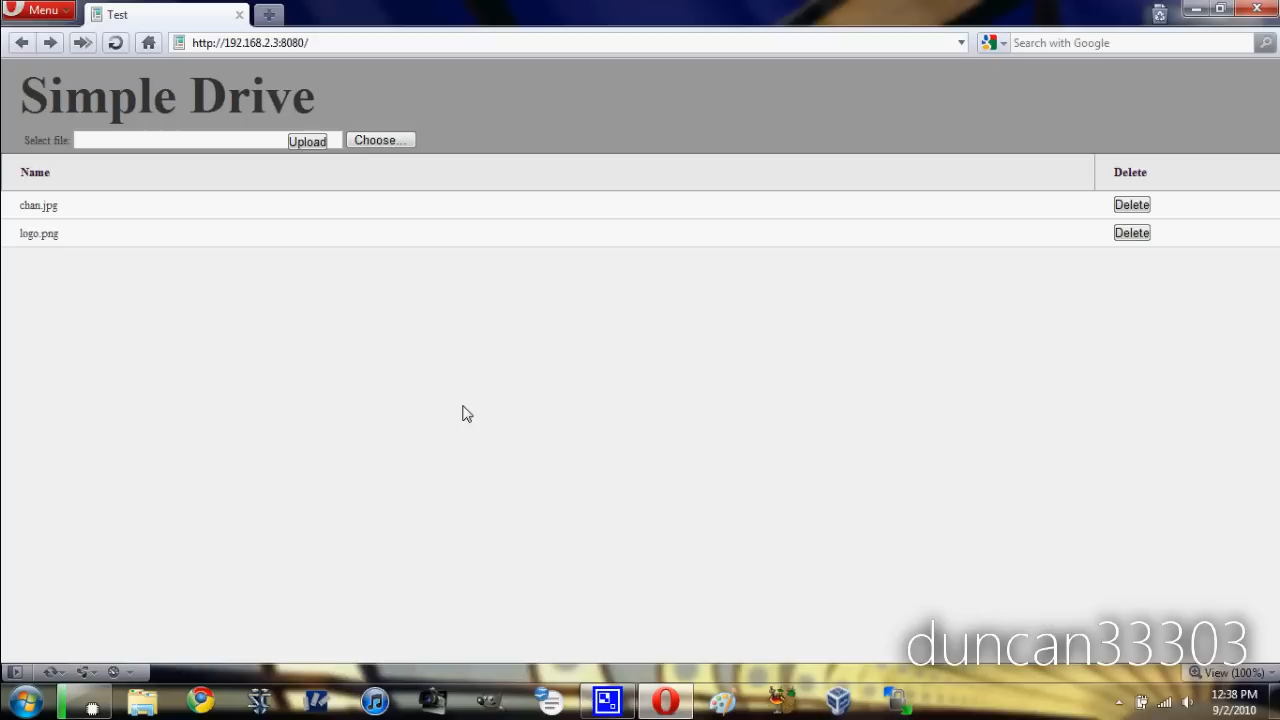 Menu
Test
http://192.168.2.3:8080/
Search with Google
Simple Drive
Select file:
Upload
Choose...
Name
Delete
chan.jpg
Delete
logo.png
Delete
duncan33303
View (100%)
12:38 PM
9/2/2010